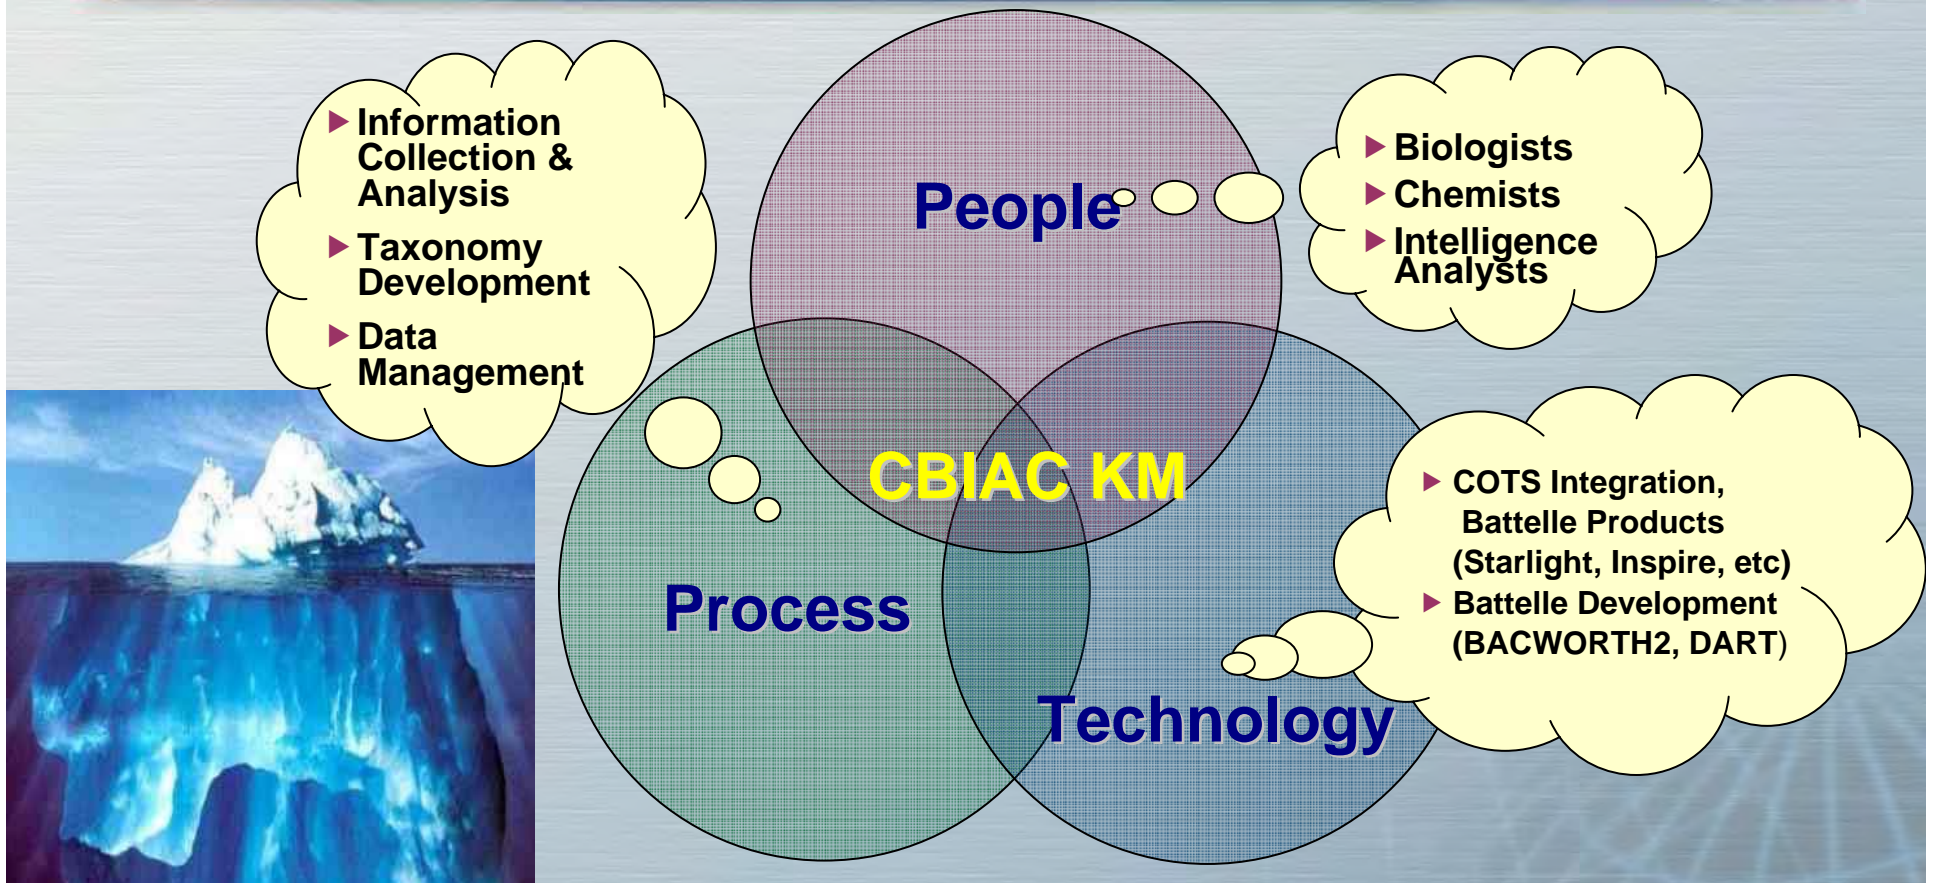 Information
Collection &
Analysis
Taxonomy
Development
Data
Management
People
Biologists
Chemists
Intelligence
Analysts
CBIAC KM
Process
Technology
COTS Integration,
Battelle Products
(Starlight, Inspire, etc)
Battelle Development
(BACWORTH2, DART)